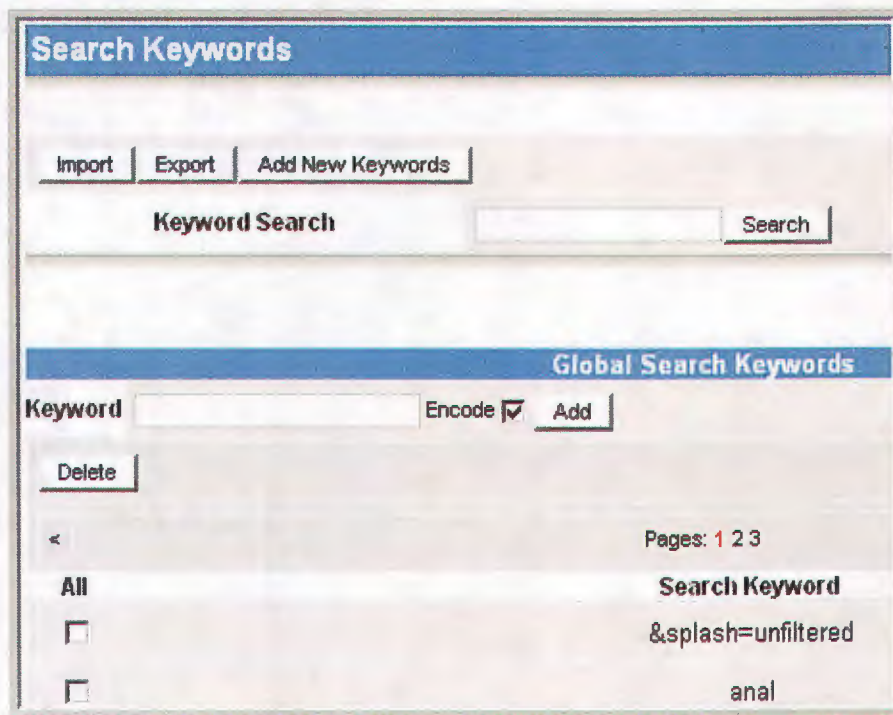 Search Keywords
Import Export Add New Keywords
Keyword Search Search
Global Search Keywords
Keyword Encode Add
Delete
< Pages: 1 2 3
All Search Keyword
&splash=unfiltered
anal